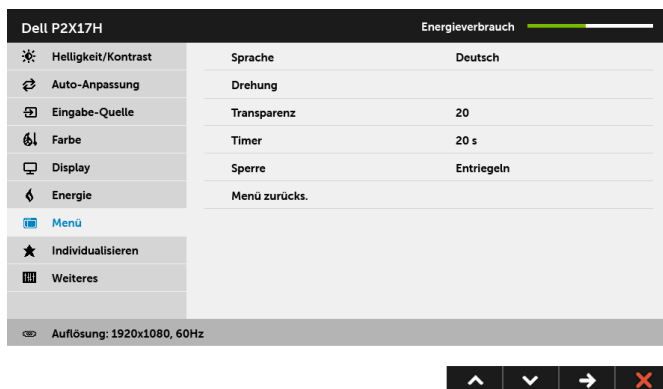 Dell P2X17H Energieverbrauch
Helligkeit/Kontrast Sprache Deutsch
Auto-Anpassung Drehung
Eingabe-Quelle Transparenz 20
Farbe Timer 20 s
Display Sperre Entriegeln
Energie Menü zurücks.
Menü
Individualisieren
Weiteres
Auflösung: 1920x1080, 60Hz